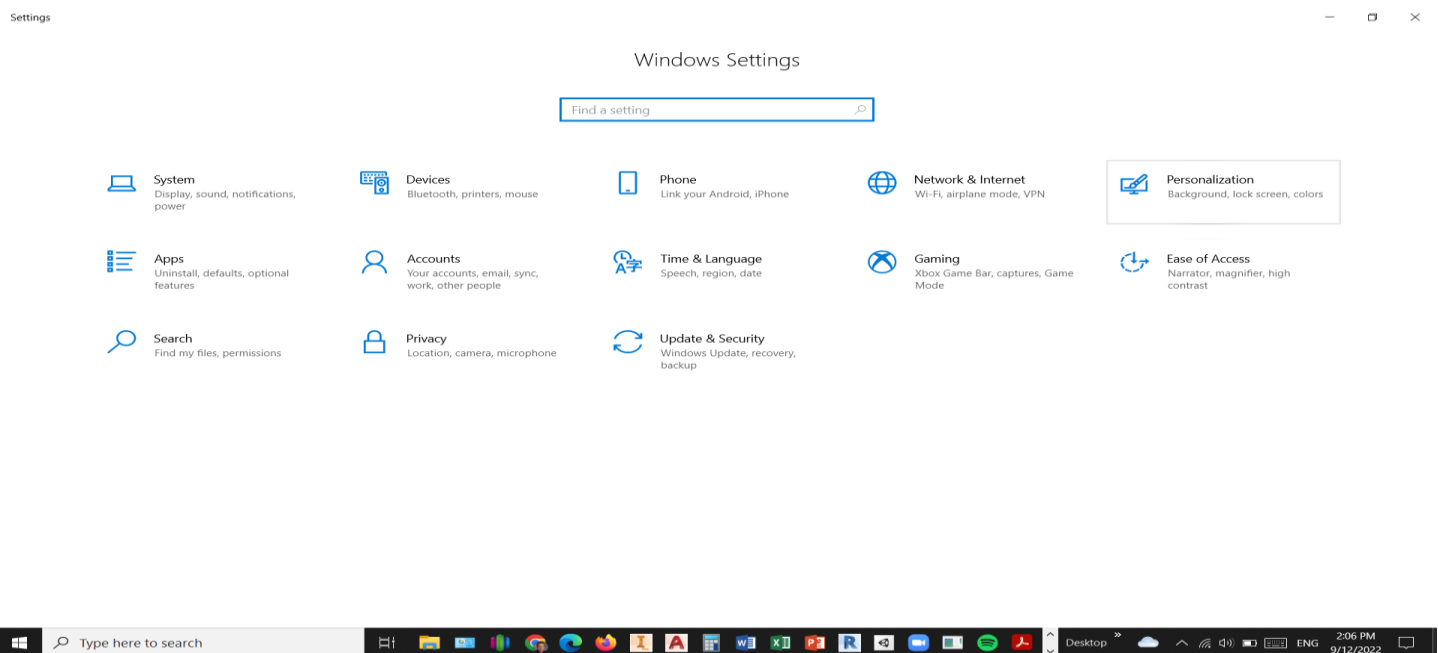 Settings
Windows Settings
Find a setting
System
Display, sound, notifications,
power
Devices
Bluetooth, printers, mouse
Phone
Link your Android, iPhone
Network & Internet
Wi-Fi, airplane mode, VPN
Personalization
Background, lock screen, colors
Apps
Uninstall, defaults, optional
features
Accounts
Your accounts, email, sync,
work, other people
Time & Language
Speech, region, date
Gaming
Xbox Game Bar, captures, Game
Mode
Ease of Access
Narrator, magnifier, high
contrast
Search
Find my files, permissions
Privacy
Location, camera, microphone
Update & Security
Windows Update, recovery,
backup
Type here to search
Desktop
ENG
2:06 PM
9/12/2022